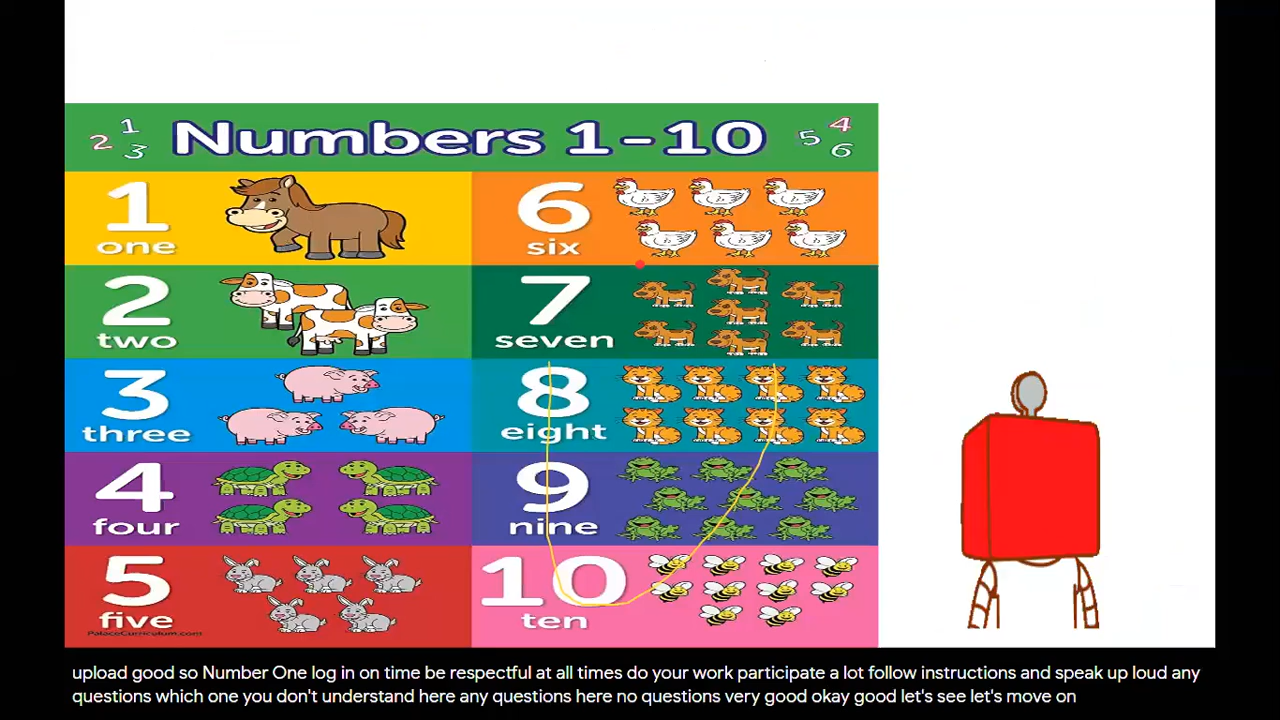 2 1 3
Numbers 1-10
5 4 6
1
one
2
two
3
three
4
four
5
five
PalaceCurriculum.com
6
six
7
seven
8
eight
9
nine
10
ten
upload good so Number One log in on time be respectful at all times do your work participate a lot follow instructions and speak up loud any
questions which one you don't understand here any questions here no questions very good okay good let's see let's move on